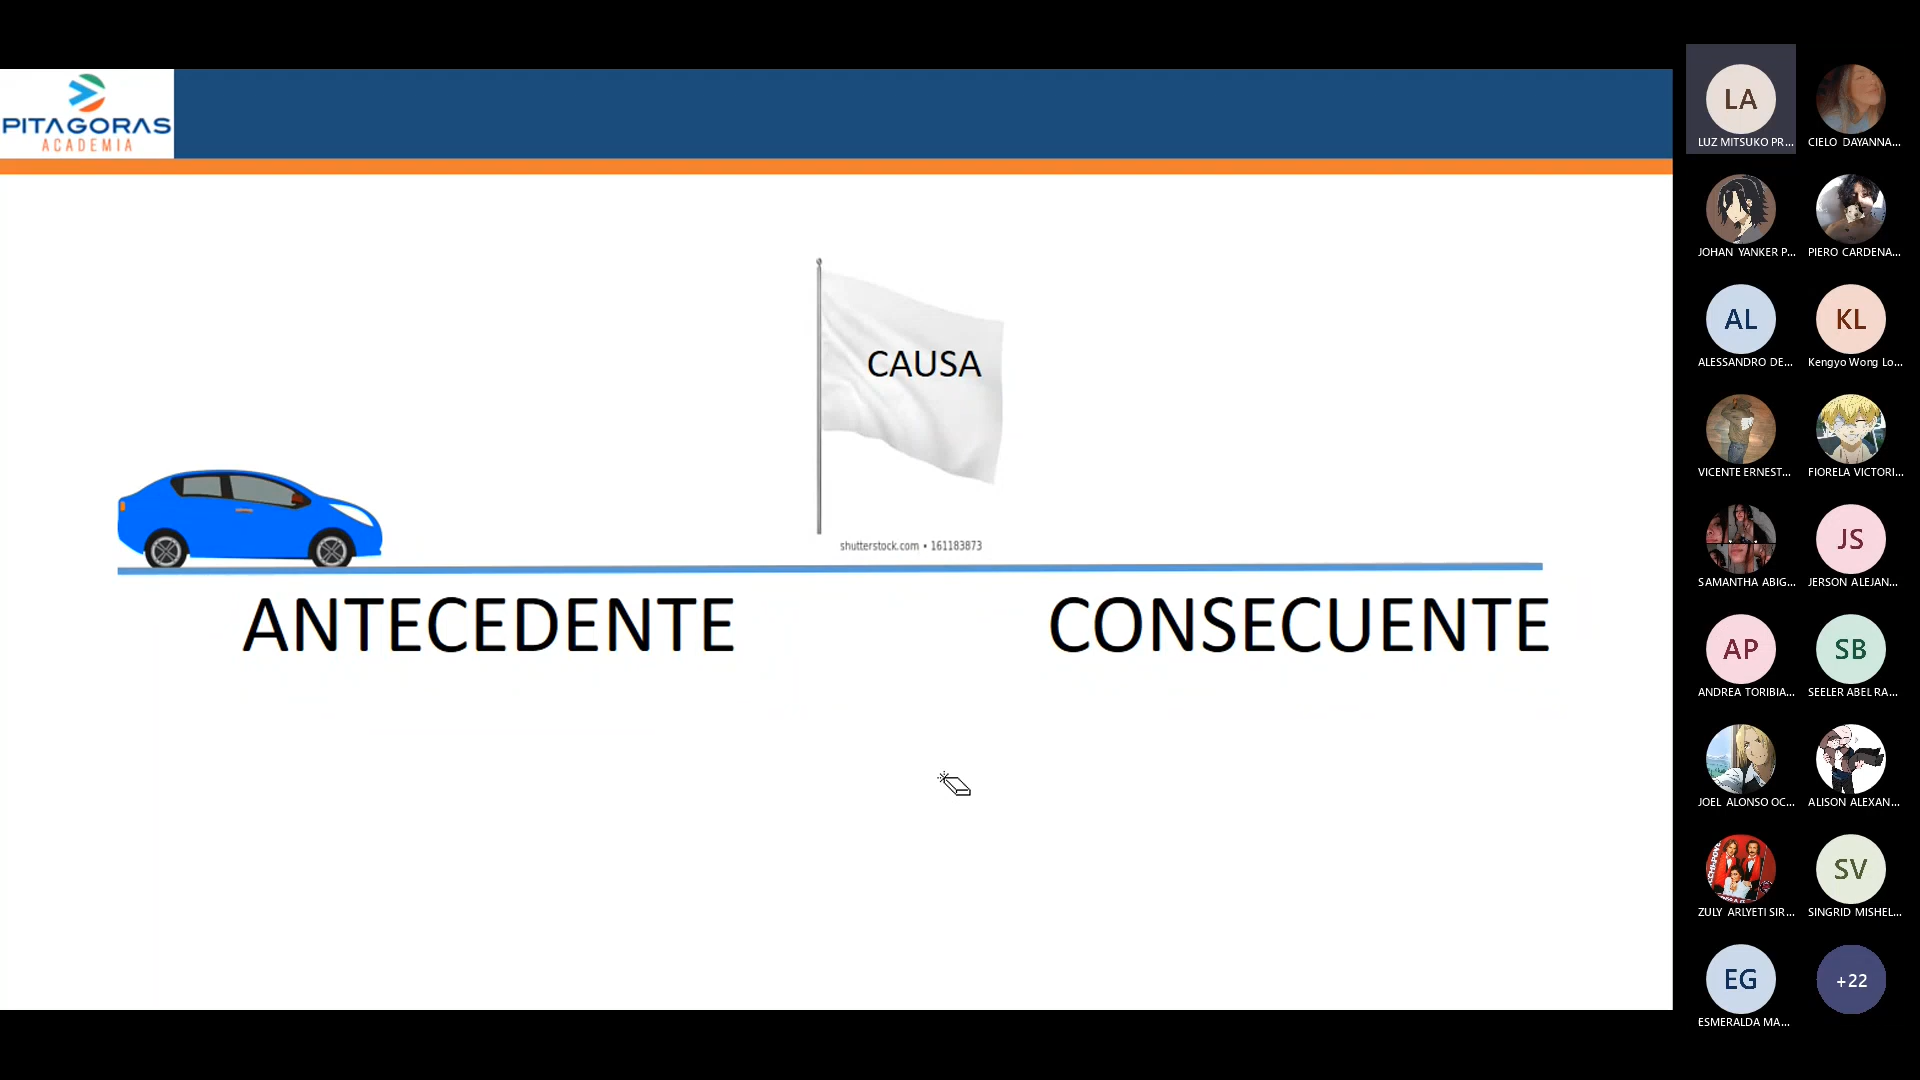 PITAGORAS
ACADEMIA
CAUSA
shutterstock.com • 161183873
ANTECEDENTE
CONSECUENTE
LA
LUZ MITSUKO PR...
CIELO DAYANNA...
JOHAN YANKER P...
PIERO CARDENA...
AL
ALESSANDRO DE...
KL
Kengyo Wong Lo...
VICENTE ERNEST...
FIORELA VICTORI...
SAMANTHA ABIG...
JS
JERSON ALEJAN...
AP
ANDREA TORIBIA...
SB
SEELER ABEL RA...
JOEL ALONSO OC...
ALISON ALEXAN...
ZULY ARLYETI SIR...
SV
SINGRID MISHEL...
EG
ESMERALDA MA...
+22